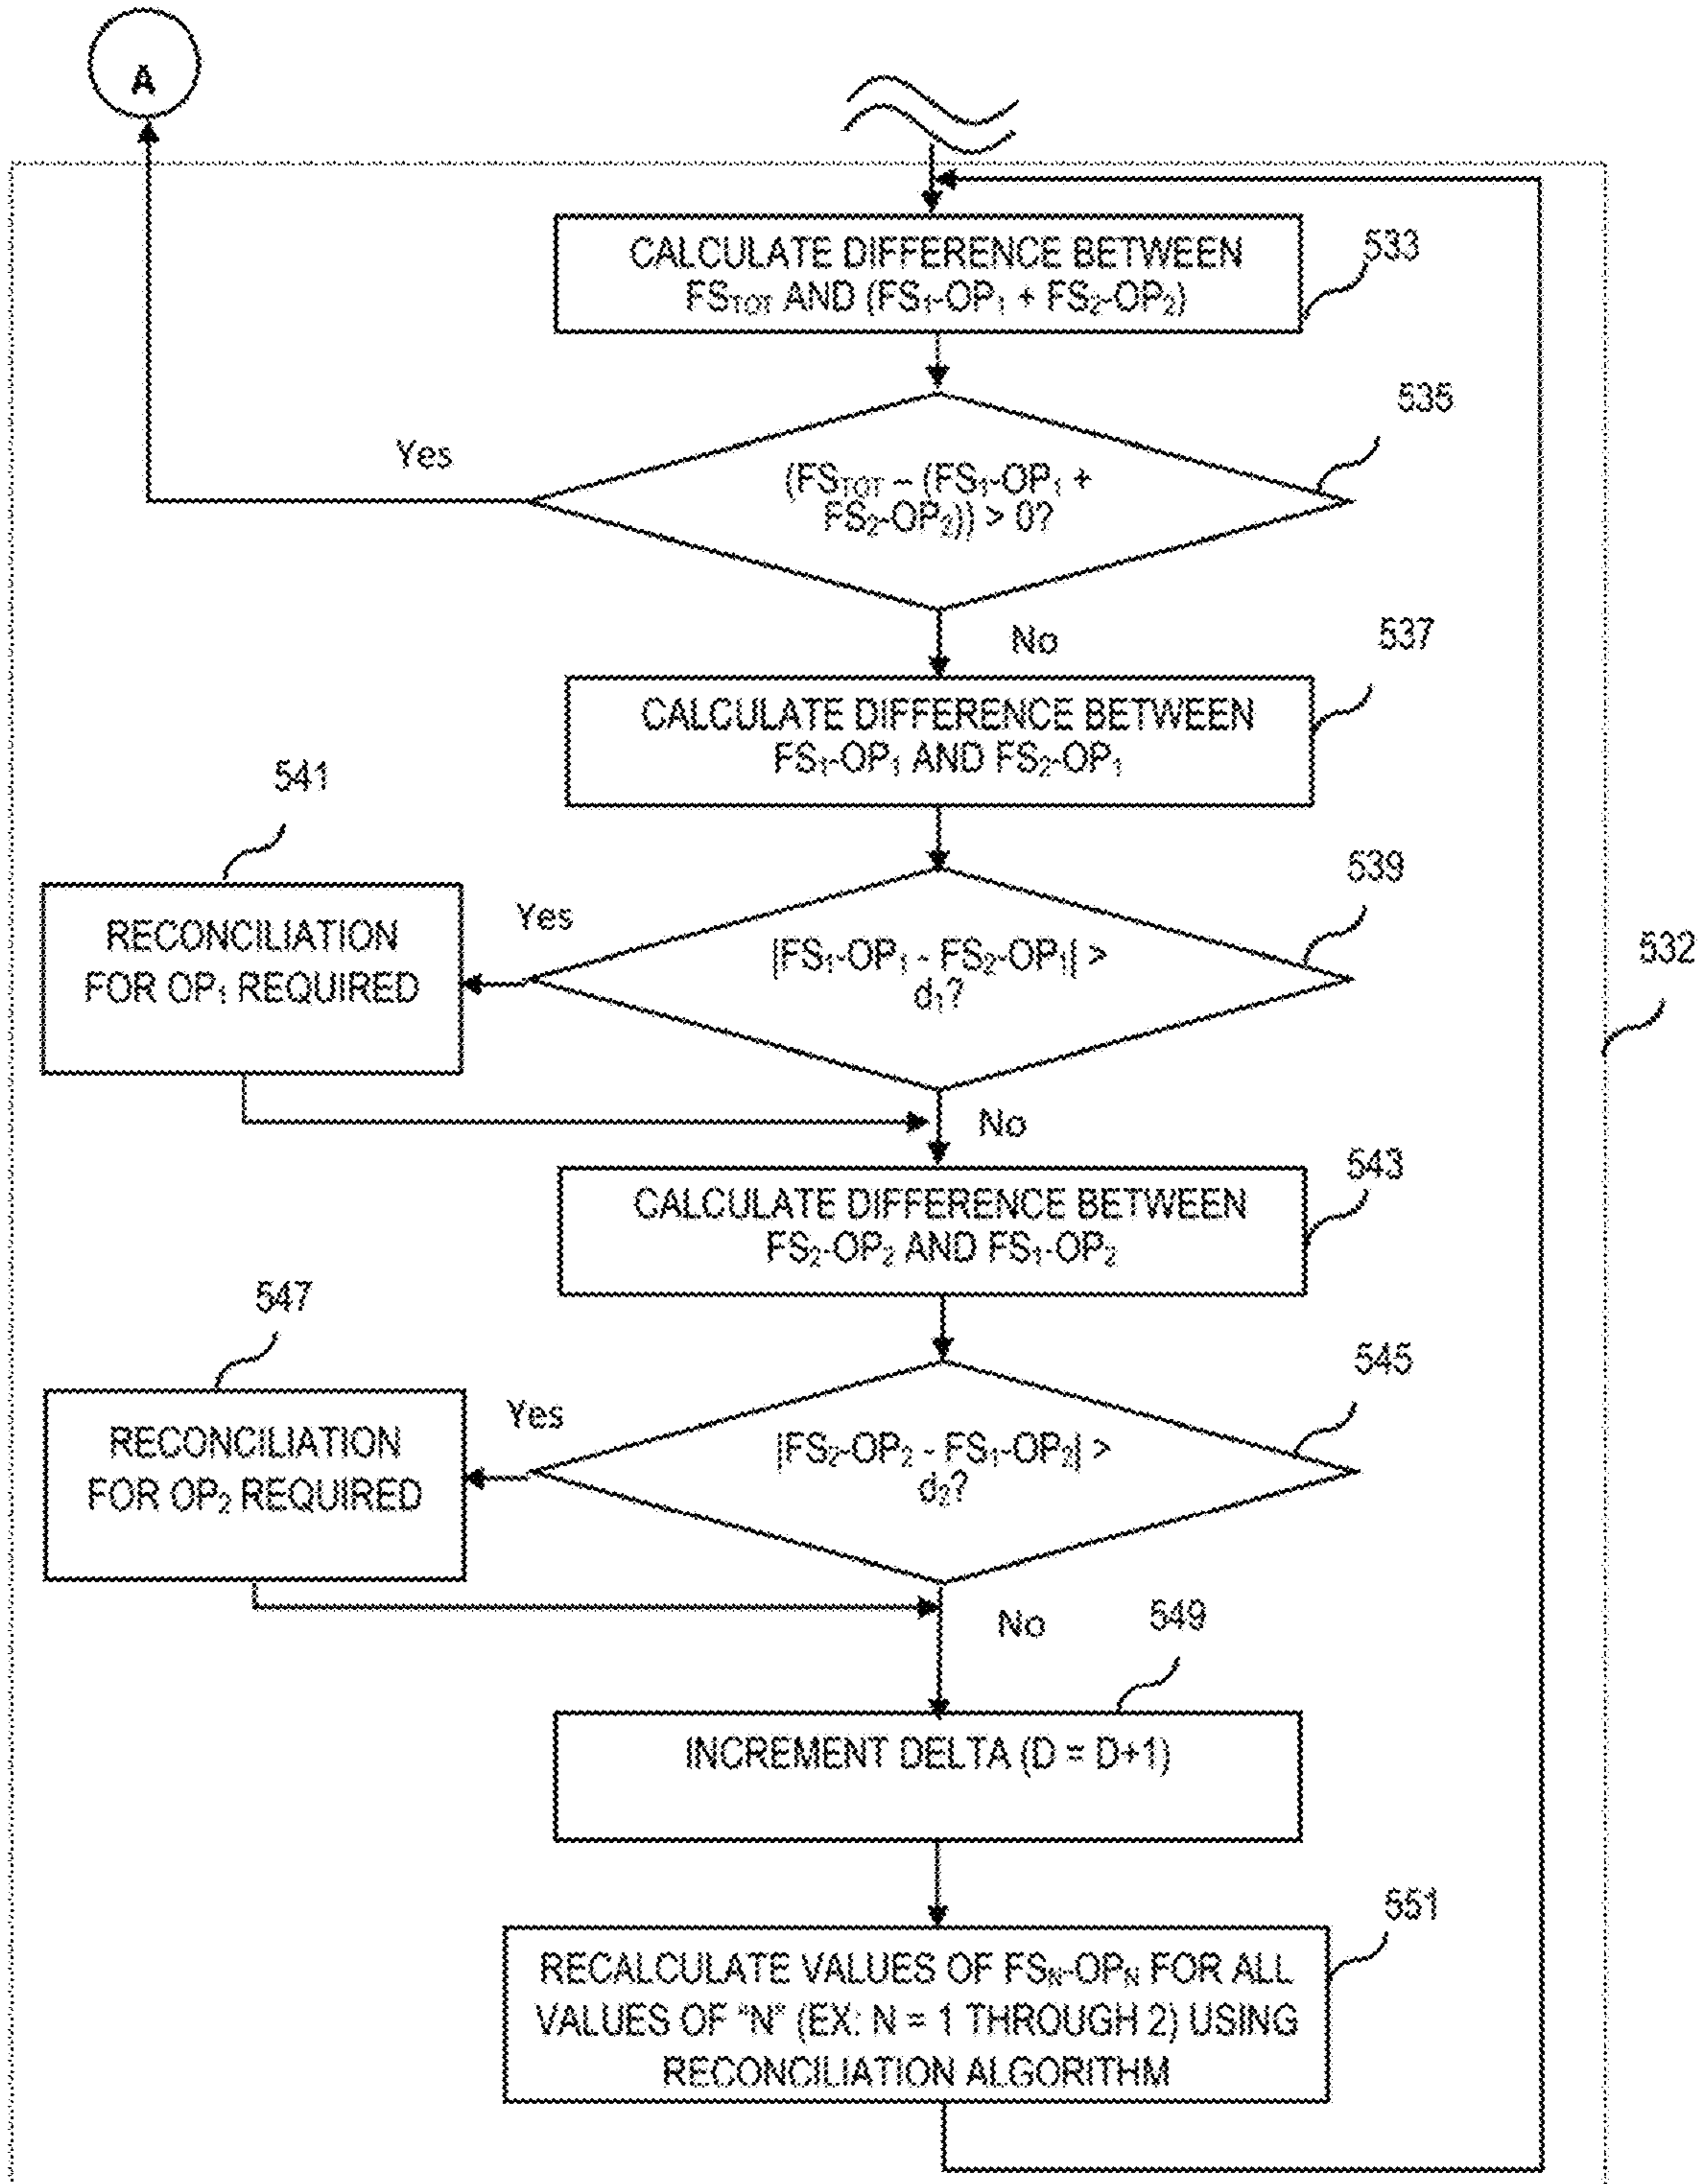 A
CALCULATE DIFFERENCE BETWEEN
FS_TOT AND (FS₁-OP₁ + FS₂-OP₂)
533
535
Yes
(FS_TOT – (FS₁-OP₁ +
FS₂-OP₂)) > 0?
No
537
CALCULATE DIFFERENCE BETWEEN
FS₁-OP₁ AND FS₂-OP₁
541
539
Yes
RECONCILIATION
FOR OP₁ REQUIRED
|FS₁-OP₁ - FS₂-OP₁| >
d₁?
532
No
543
CALCULATE DIFFERENCE BETWEEN
FS₂-OP₂ AND FS₁-OP₂
547
545
Yes
RECONCILIATION
FOR OP₂ REQUIRED
|FS₂-OP₂ - FS₁-OP₂| >
d₂?
No
549
INCREMENT DELTA (D = D+1)
551
RECALCULATE VALUES OF FS_N-OP_N FOR ALL
VALUES OF “N” (EX: N = 1 THROUGH 2) USING
RECONCILIATION ALGORITHM